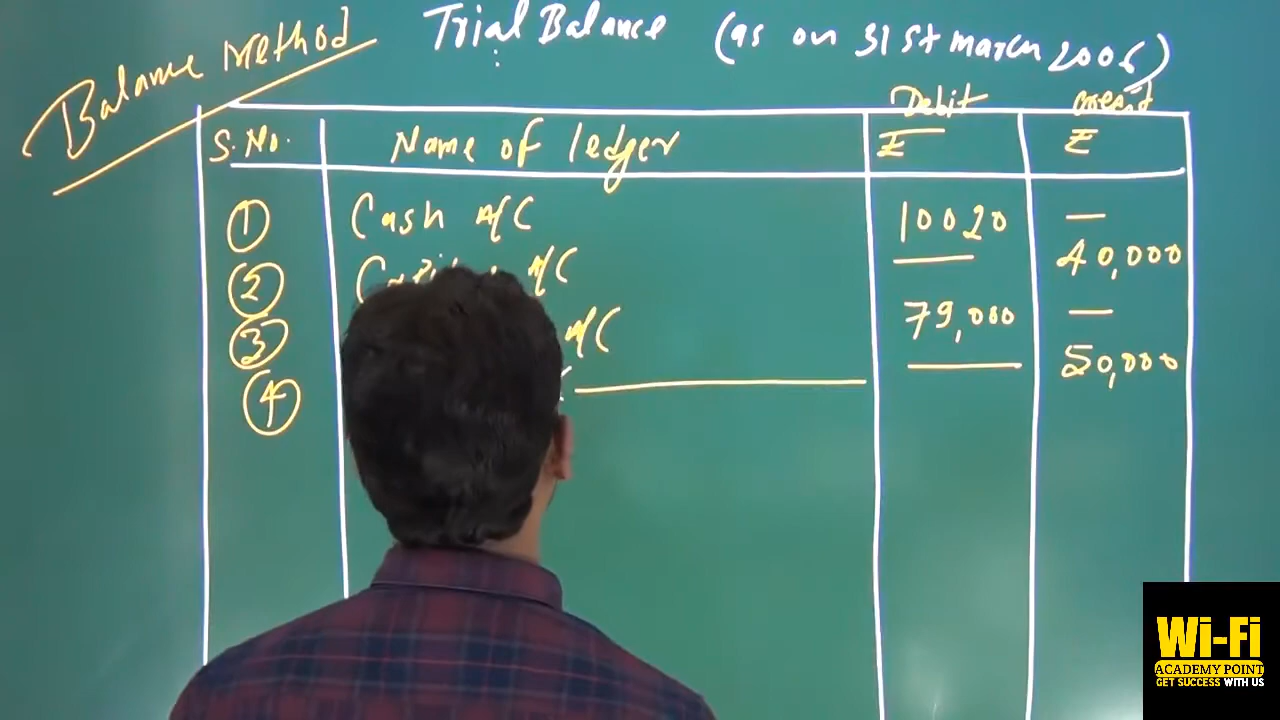 Balance Method
Trial Balance (as on 31st march 2006)
Debit
S.No. Name of ledger ₹ ₹
1 Cash A/C 10020 —
2 A/C — 40,000
3 A/C 79,000 —
4 — 50,000
Wi-Fi
ACADEMY POINT
GET SUCCESS WITH US